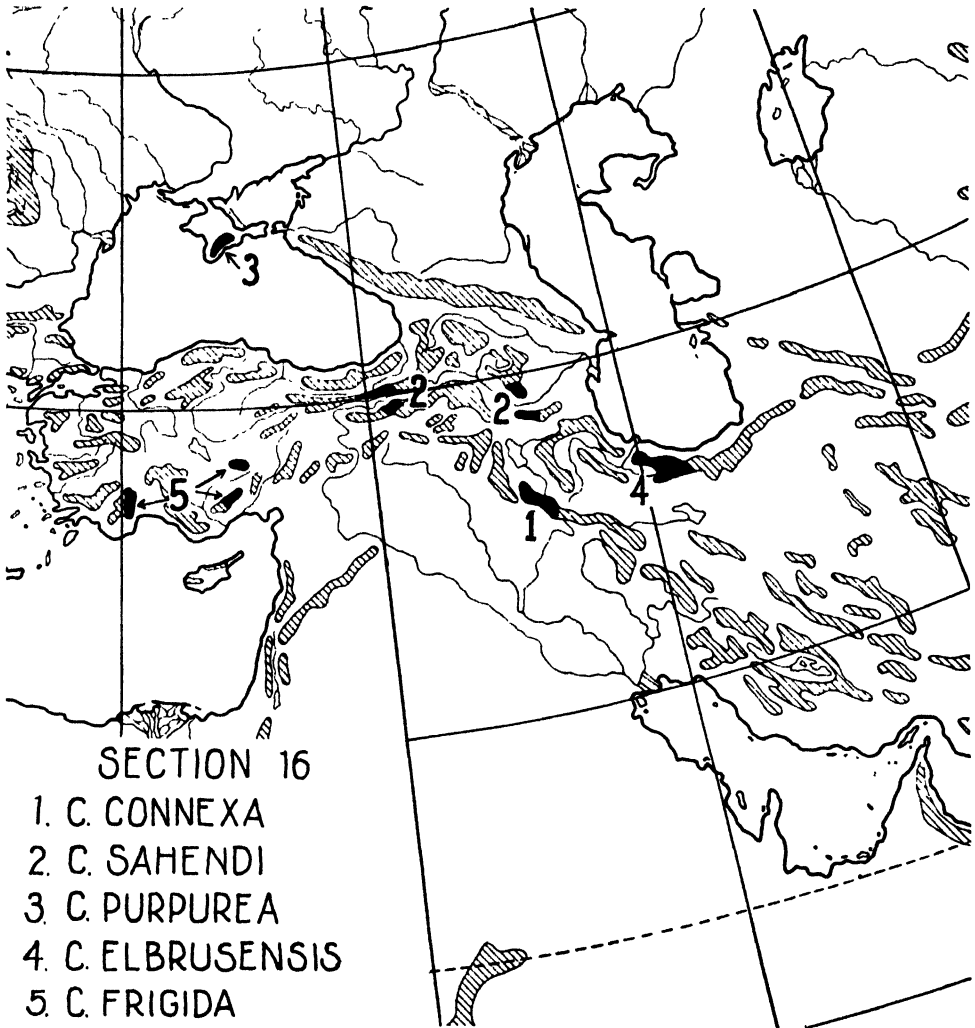 3
2
2
5
4
1
SECTION 16
1. C. CONNEXA
2. C. SAHENDI
3. C. PURPUREA
4. C. ELBRUSENSIS
5. C. FRIGIDA